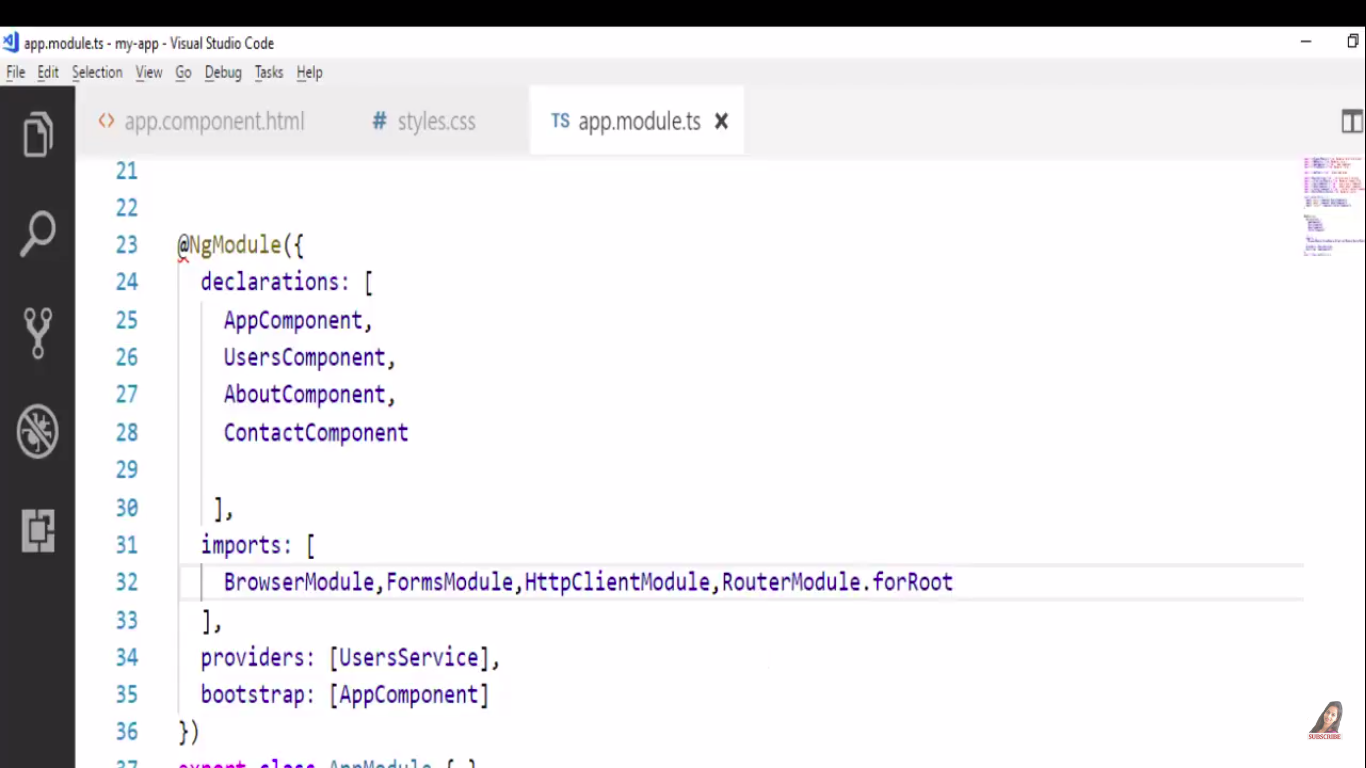 app.module.ts - my-app - Visual Studio Code
File Edit Selection View Go Debug Tasks Help
app.component.html # styles.css TS app.module.ts
21
22
23 @NgModule({
24 declarations: [
25 AppComponent,
26 UsersComponent,
27 AboutComponent,
28 ContactComponent
29
30 ],
31 imports: [
32 BrowserModule,FormsModule,HttpClientModule,RouterModule.forRoot
33 ],
34 providers: [UsersService],
35 bootstrap: [AppComponent]
36 })
37 export class AppModule { }
SUBSCRIBE